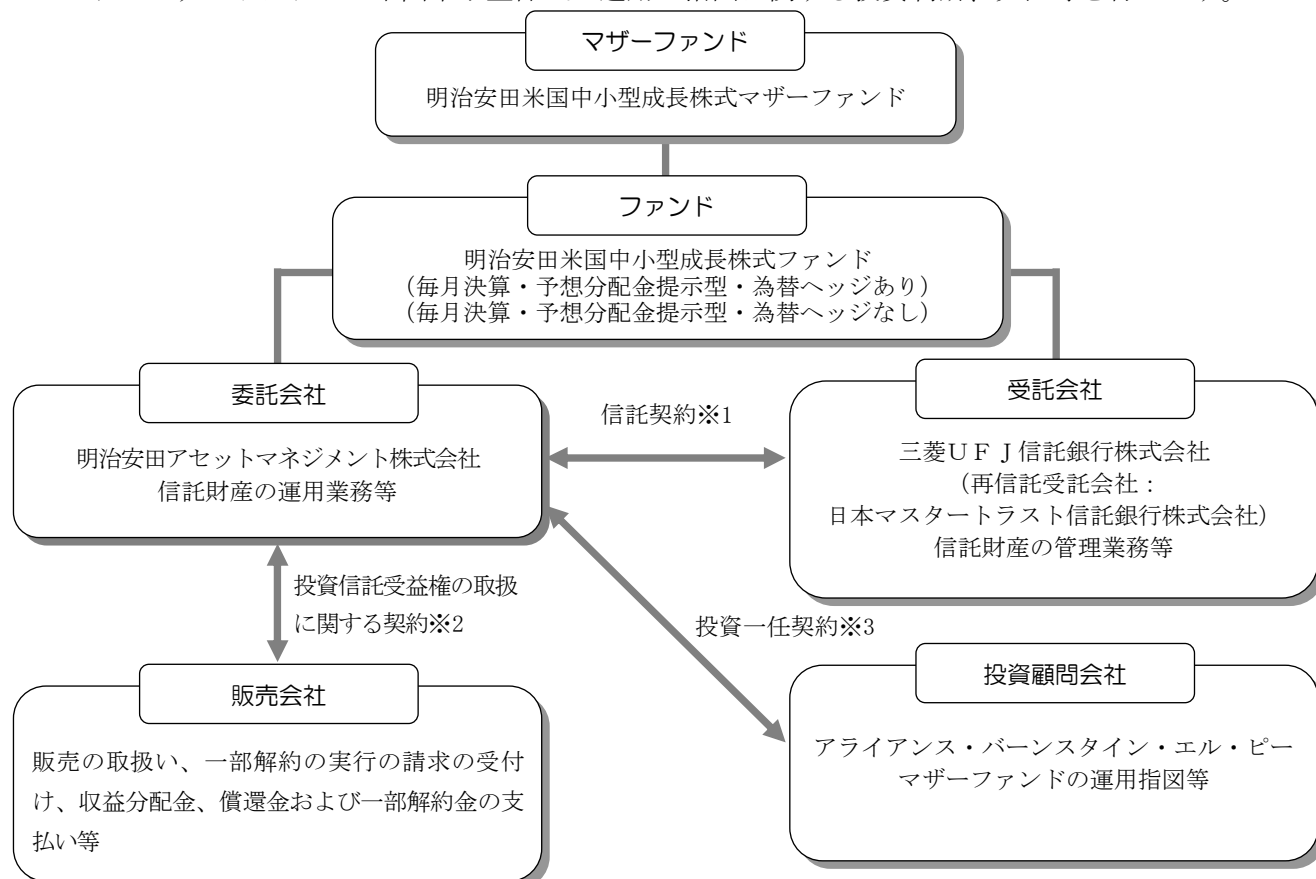 マザーファンド
明治安田米国中小型成長株式マザーファンド
ファンド
明治安田米国中小型成長株式ファンド
（毎月決算・予想分配金提示型・為替ヘッジあり）
（毎月決算・予想分配金提示型・為替ヘッジなし）
委託会社
明治安田アセットマネジメント株式会社
信託財産の運用業務等
信託契約※1
受託会社
三菱ＵＦＪ信託銀行株式会社
（再信託受託会社：
日本マスタートラスト信託銀行株式会社）
信託財産の管理業務等
投資信託受益権の取扱
に関する契約※2
投資一任契約※3
販売会社
販売の取扱い、一部解約の実行の請求の受付
け、収益分配金、償還金および一部解約金の支
払い等
投資顧問会社
アライアンス・バーンスタイン・エル・ピー
マザーファンドの運用指図等